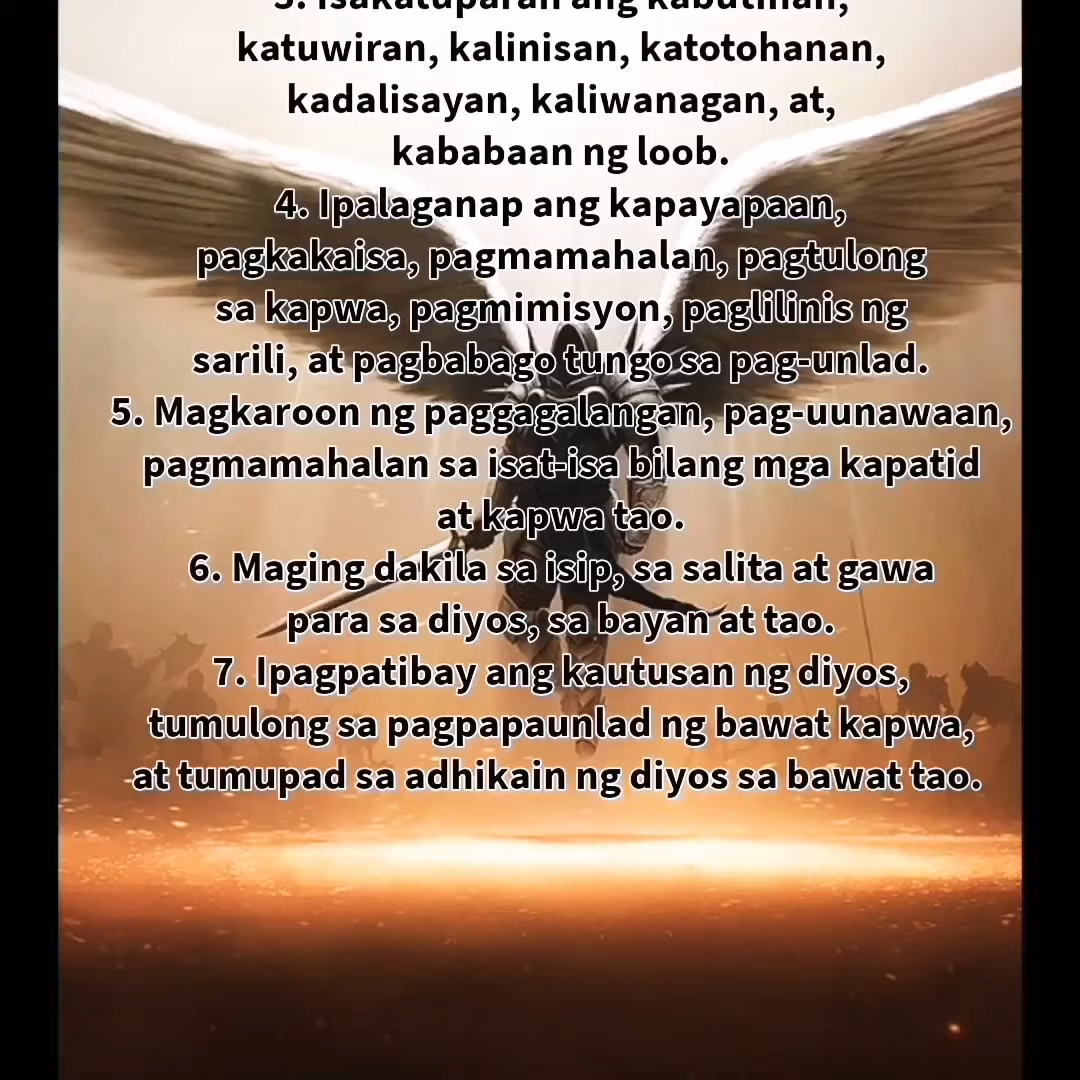 3. Isakatuparan ang kabutihan,
katuwiran, kalinisan, katotohanan,
kadalisayan, kaliwanagan, at,
kababaan ng loob.
4. Ipalaganap ang kapayapaan,
pagkakaisa, pagmamahalan, pagtulong
sa kapwa, pagmimisyon, paglilinis ng
sarili, at pagbabago tungo sa pag-unlad.
5. Magkaroon ng paggagalangan, pag-uunawaan,
pagmamahalan sa isat-isa bilang mga kapatid
at kapwa tao.
6. Maging dakila sa isip, sa salita at gawa
para sa diyos, sa bayan at tao.
7. Ipagpatibay ang kautusan ng diyos,
tumulong sa pagpapaunlad ng bawat kapwa,
at tumupad sa adhikain ng diyos sa bawat tao.